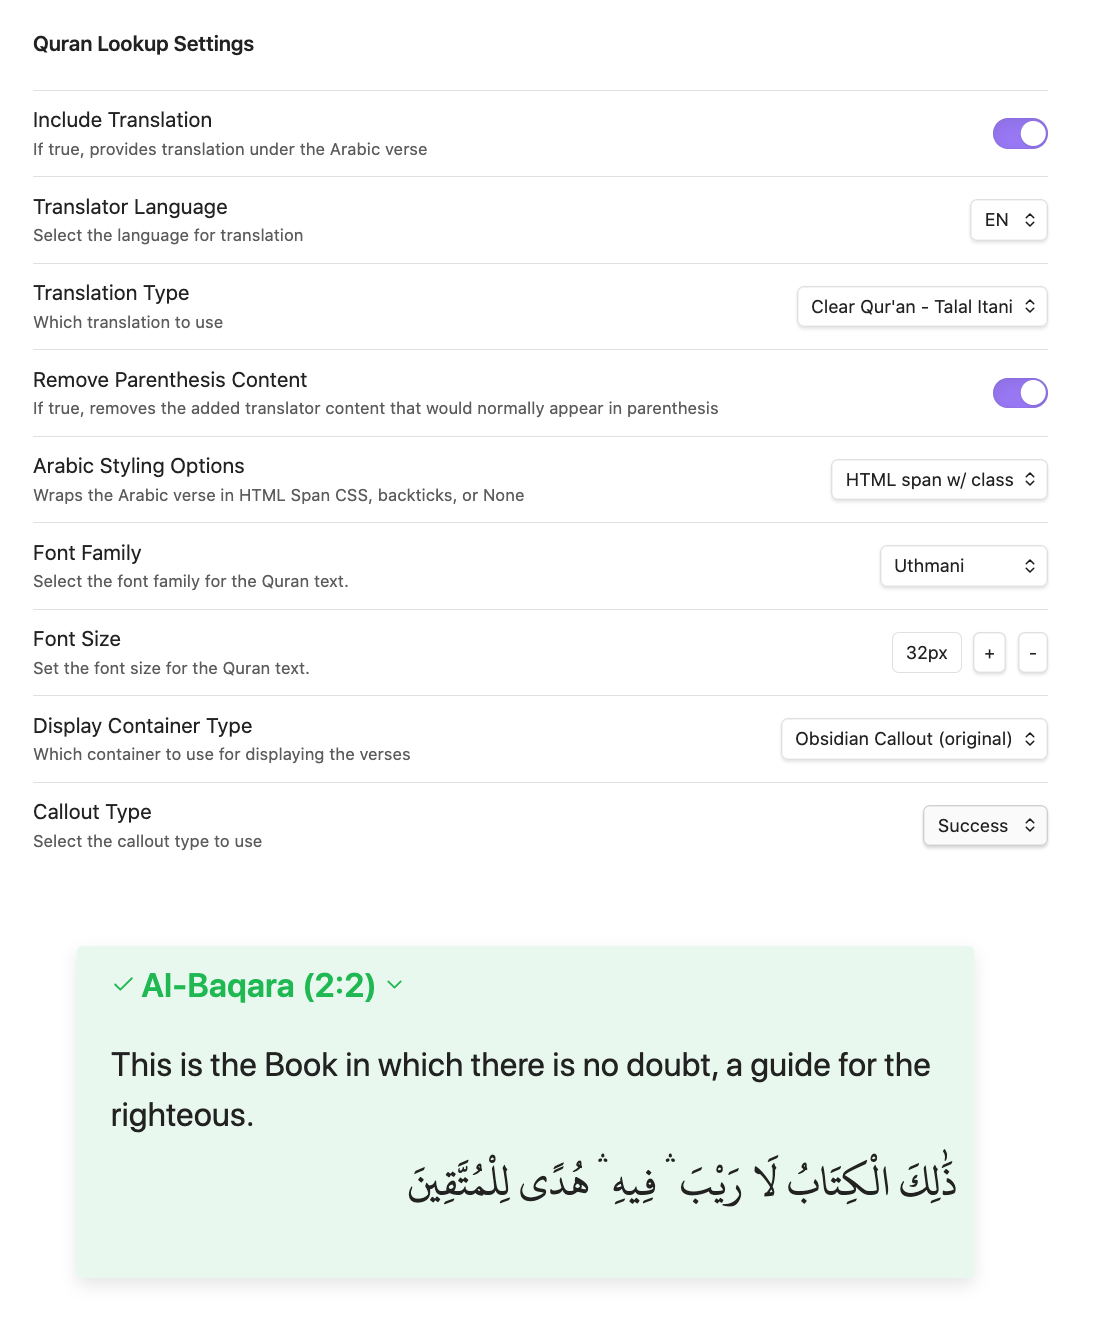 Quran Lookup Settings
Include Translation
If true, provides translation under the Arabic verse
Translator Language
Select the language for translation
EN
Translation Type
Which translation to use
Clear Qur'an - Talal Itani
Remove Parenthesis Content
If true, removes the added translator content that would normally appear in parenthesis
Arabic Styling Options
Wraps the Arabic verse in HTML Span CSS, backticks, or None
HTML span w/ class
Font Family
Select the font family for the Quran text.
Uthmani
Font Size
Set the font size for the Quran text.
32px + -
Display Container Type
Which container to use for displaying the verses
Obsidian Callout (original)
Callout Type
Select the callout type to use
Success
Al-Baqara (2:2)
This is the Book in which there is no doubt, a guide for the
righteous.
ذَٰلِكَ الْكِتَابُ لَا رَيْبَ ۛ فِيهِ ۛ هُدًى لِلْمُتَّقِينَ